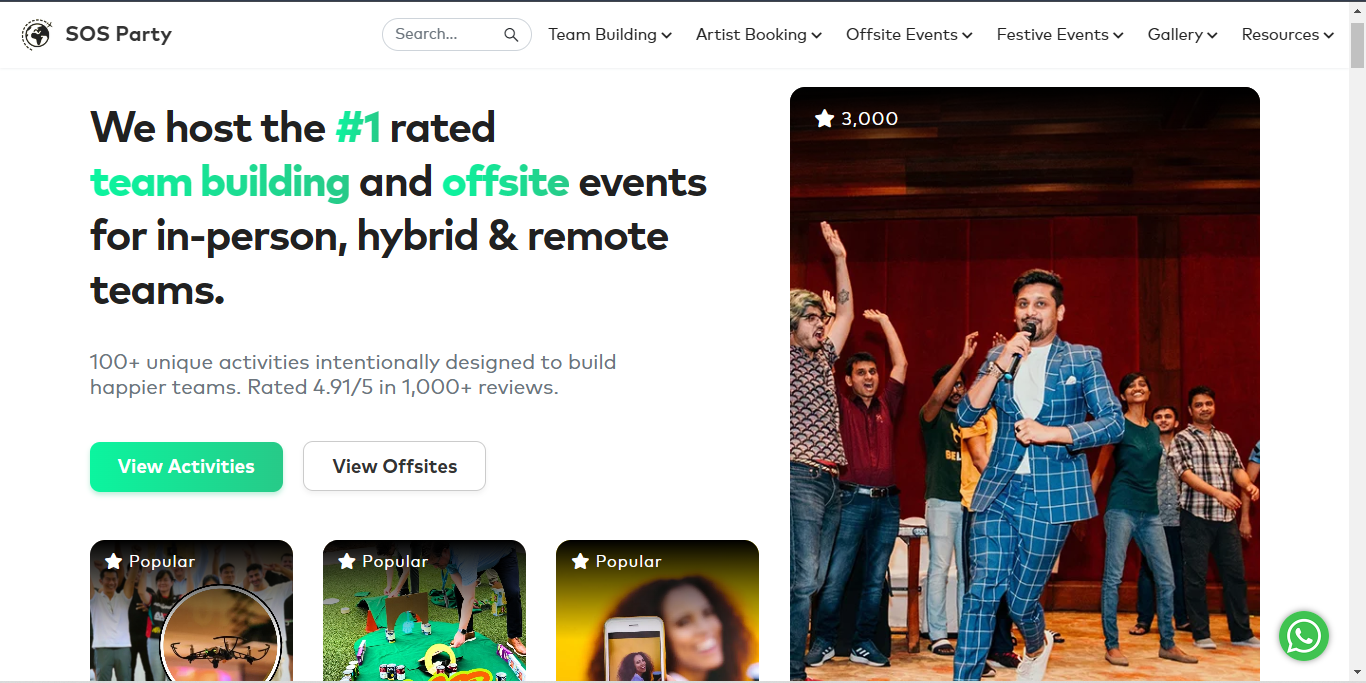 SOS Party
Search...
Team Building
Artist Booking
Offsite Events
Festive Events
Gallery
Resources
We host the #1 rated
team building and offsite events
for in-person, hybrid & remote
teams.
100+ unique activities intentionally designed to build
happier teams. Rated 4.91/5 in 1,000+ reviews.
View Activities
View Offsites
3,000
Popular
Popular
Popular